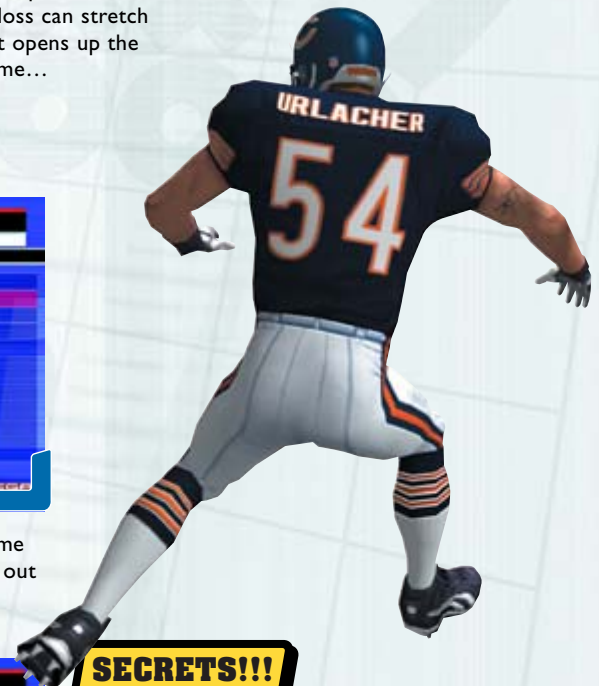 loss can stretch
t opens up the
me…
URLACHER
54
me
out
SECRETS!!!